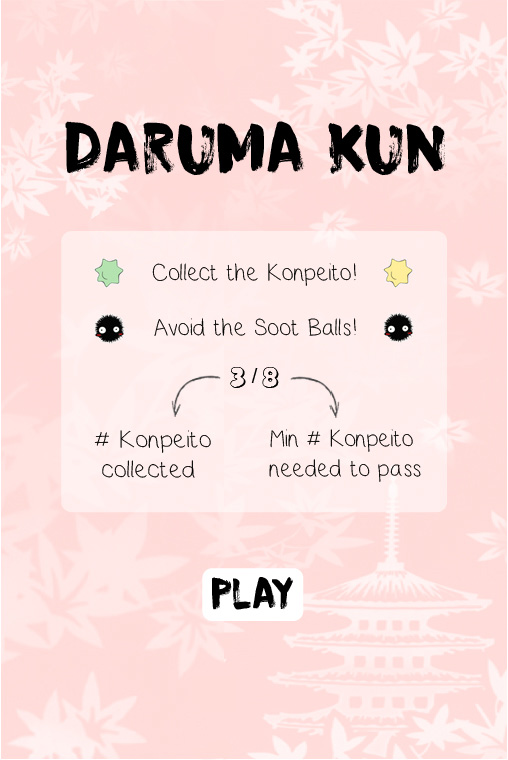 DARUMA KUN
Collect the Konpeito!
Avoid the Soot Balls!
3/8
# Konpeito
collected
Min # Konpeito
needed to pass
PLAY